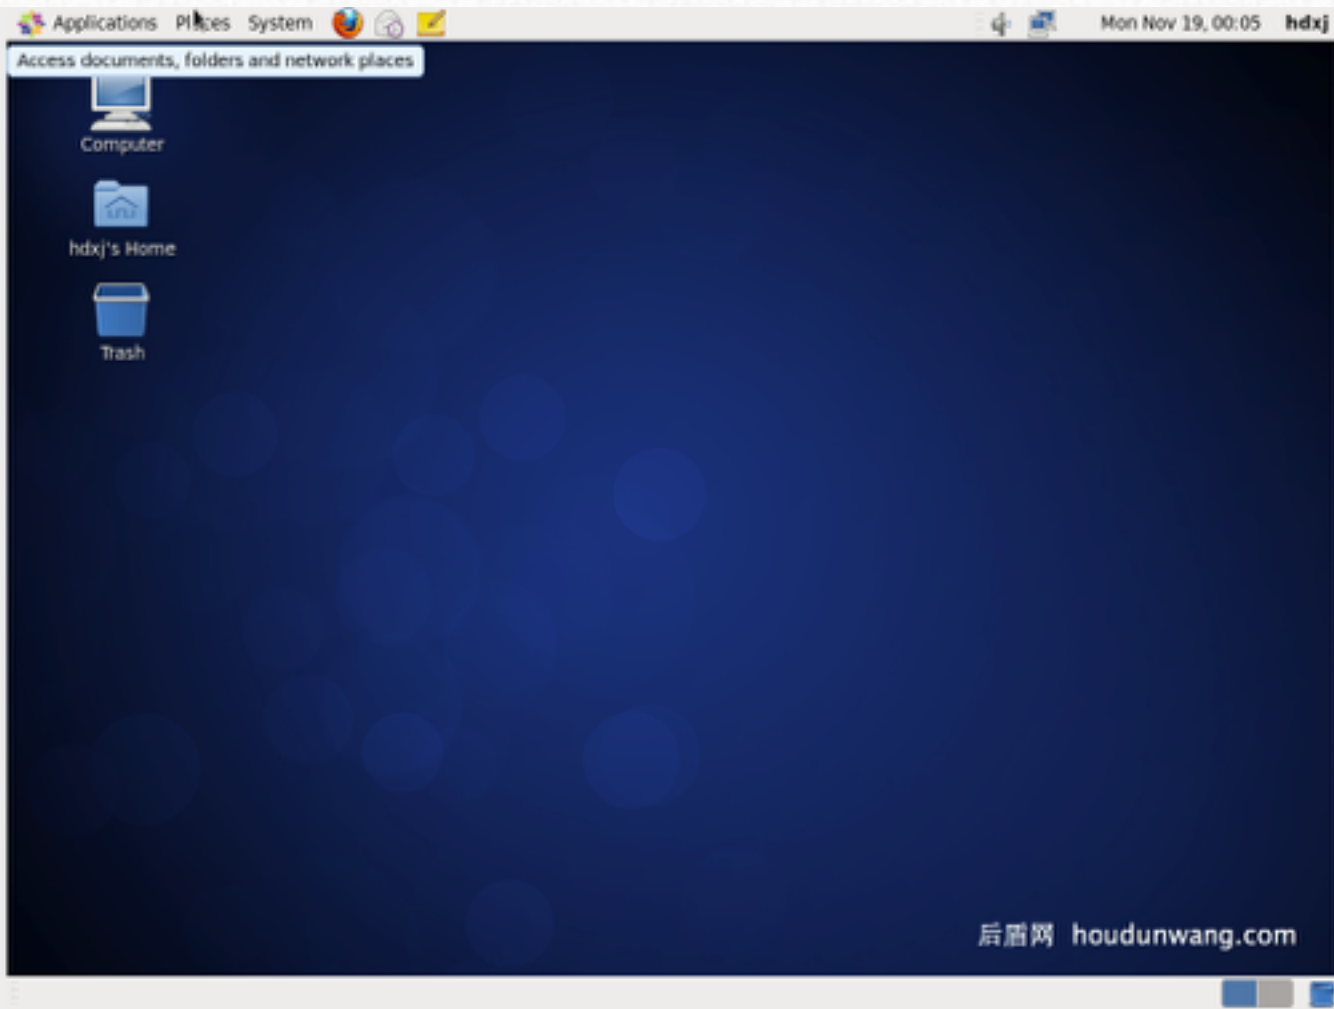 Applications Places System Mon Nov 19, 00:05 hdxj
Access documents, folders and network places
Computer
hdxj's Home
Trash
后盾网 houdunwang.com